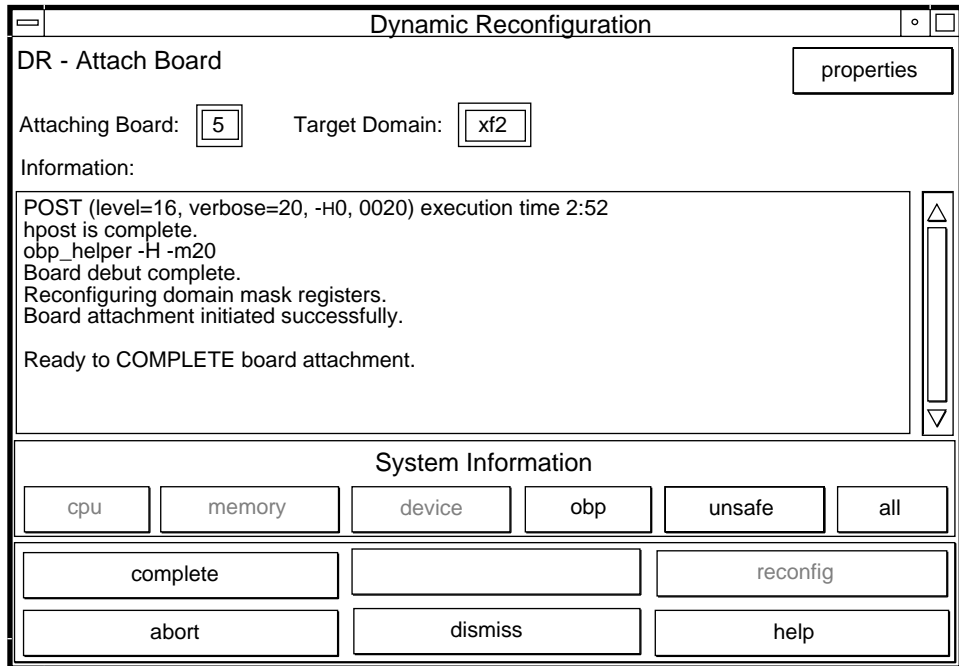 Dynamic Reconfiguration
DR - Attach Board
properties
Attaching Board: 5 Target Domain: xf2
Information:
POST (level=16, verbose=20, -H0, 0020) execution time 2:52
hpost is complete.
obp_helper -H -m20
Board debut complete.
Reconfiguring domain mask registers.
Board attachment initiated successfully.
Ready to COMPLETE board attachment.
System Information
cpu memory device obp unsafe all
complete reconfig
abort dismiss help